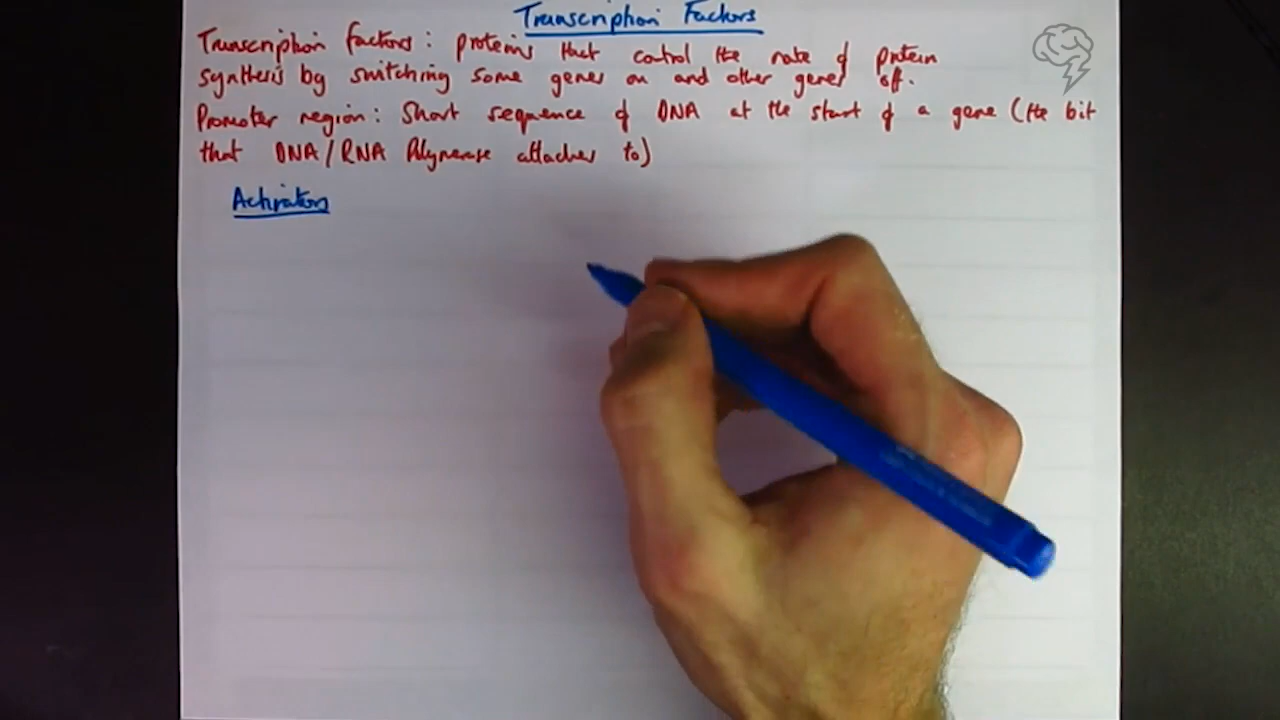 Transcription Factors
Transcription factors: proteins that control the rate of protein
synthesis by switching some genes on and other genes off.
Promoter region: Short sequence of DNA at the start of a gene (the bit
that DNA/RNA Polymerase attaches to)
Activators